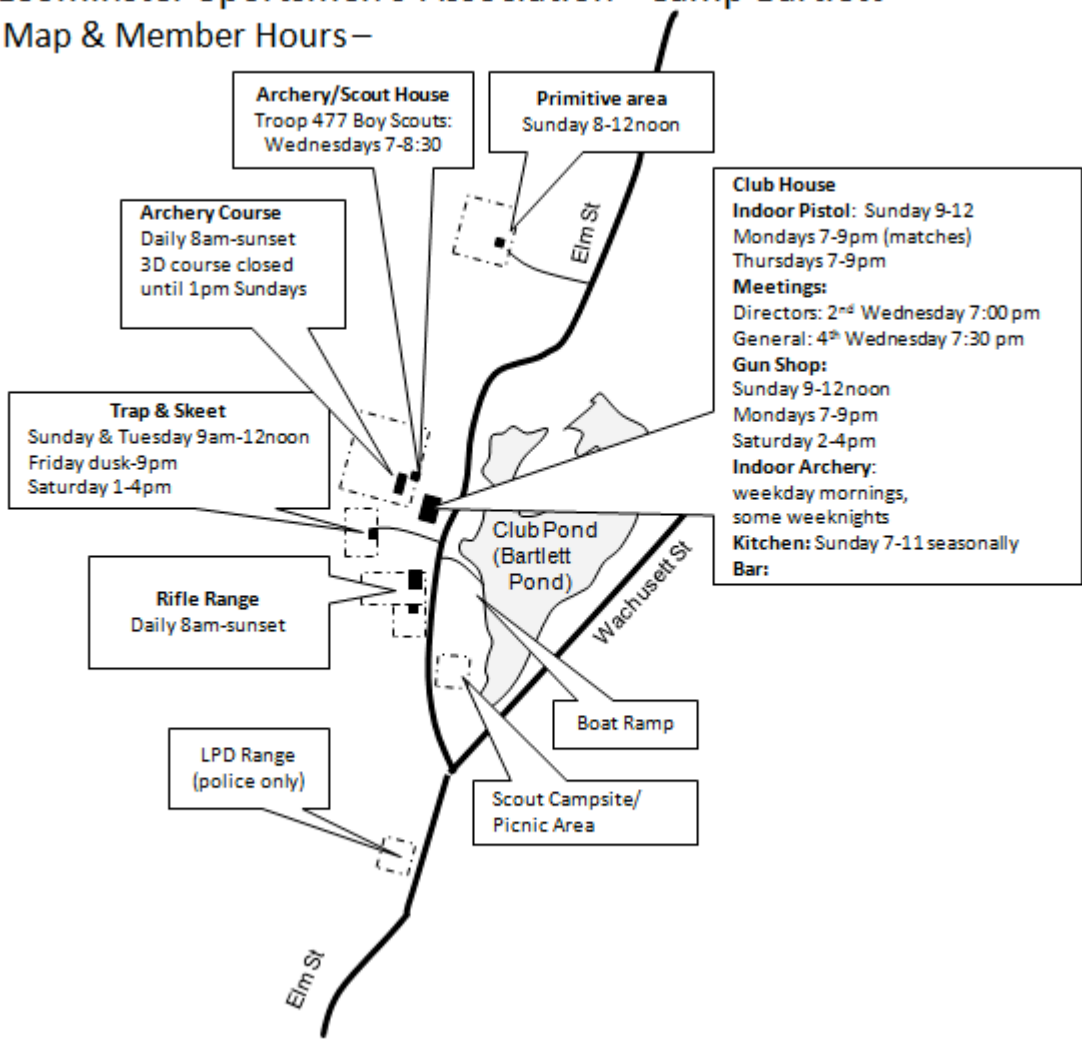 Leominster Sportsmen's Association – Camp Bartlett
Map & Member Hours –
Archery/Scout House
Troop 477 Boy Scouts:
Wednesdays 7-8:30
Primitive area
Sunday 8-12noon
Archery Course
Daily 8am-sunset
3D course closed
until 1pm Sundays
Elm St
Club House
Indoor Pistol: Sunday 9-12
Mondays 7-9pm (matches)
Thursdays 7-9pm
Meetings:
Directors: 2nd Wednesday 7:00 pm
General: 4th Wednesday 7:30 pm
Gun Shop:
Sunday 9-12noon
Mondays 7-9pm
Saturday 2-4pm
Indoor Archery:
weekday mornings,
some weeknights
Kitchen: Sunday 7-11 seasonally
Bar:
Trap & Skeet
Sunday & Tuesday 9am-12noon
Friday dusk-9pm
Saturday 1-4pm
Club Pond
(Bartlett
Pond)
Wachusett St
Rifle Range
Daily 8am-sunset
Boat Ramp
LPD Range
(police only)
Scout Campsite/
Picnic Area
Elm St